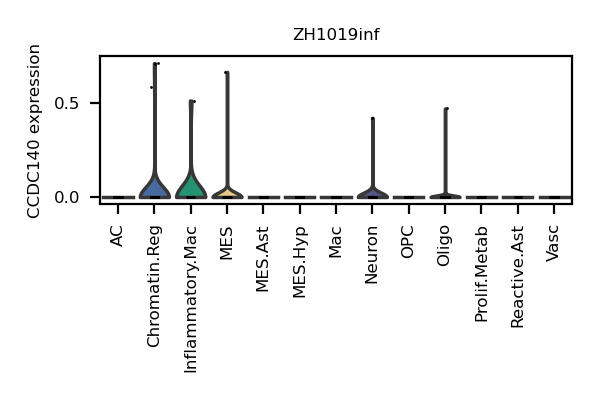 ZH1019inf
CCDC140 expression
0.5
0.0
AC
Chromatin.Reg
Inflammatory.Mac
MES
MES.Ast
MES.Hyp
Mac
Neuron
OPC
Oligo
Prolif.Metab
Reactive.Ast
Vasc